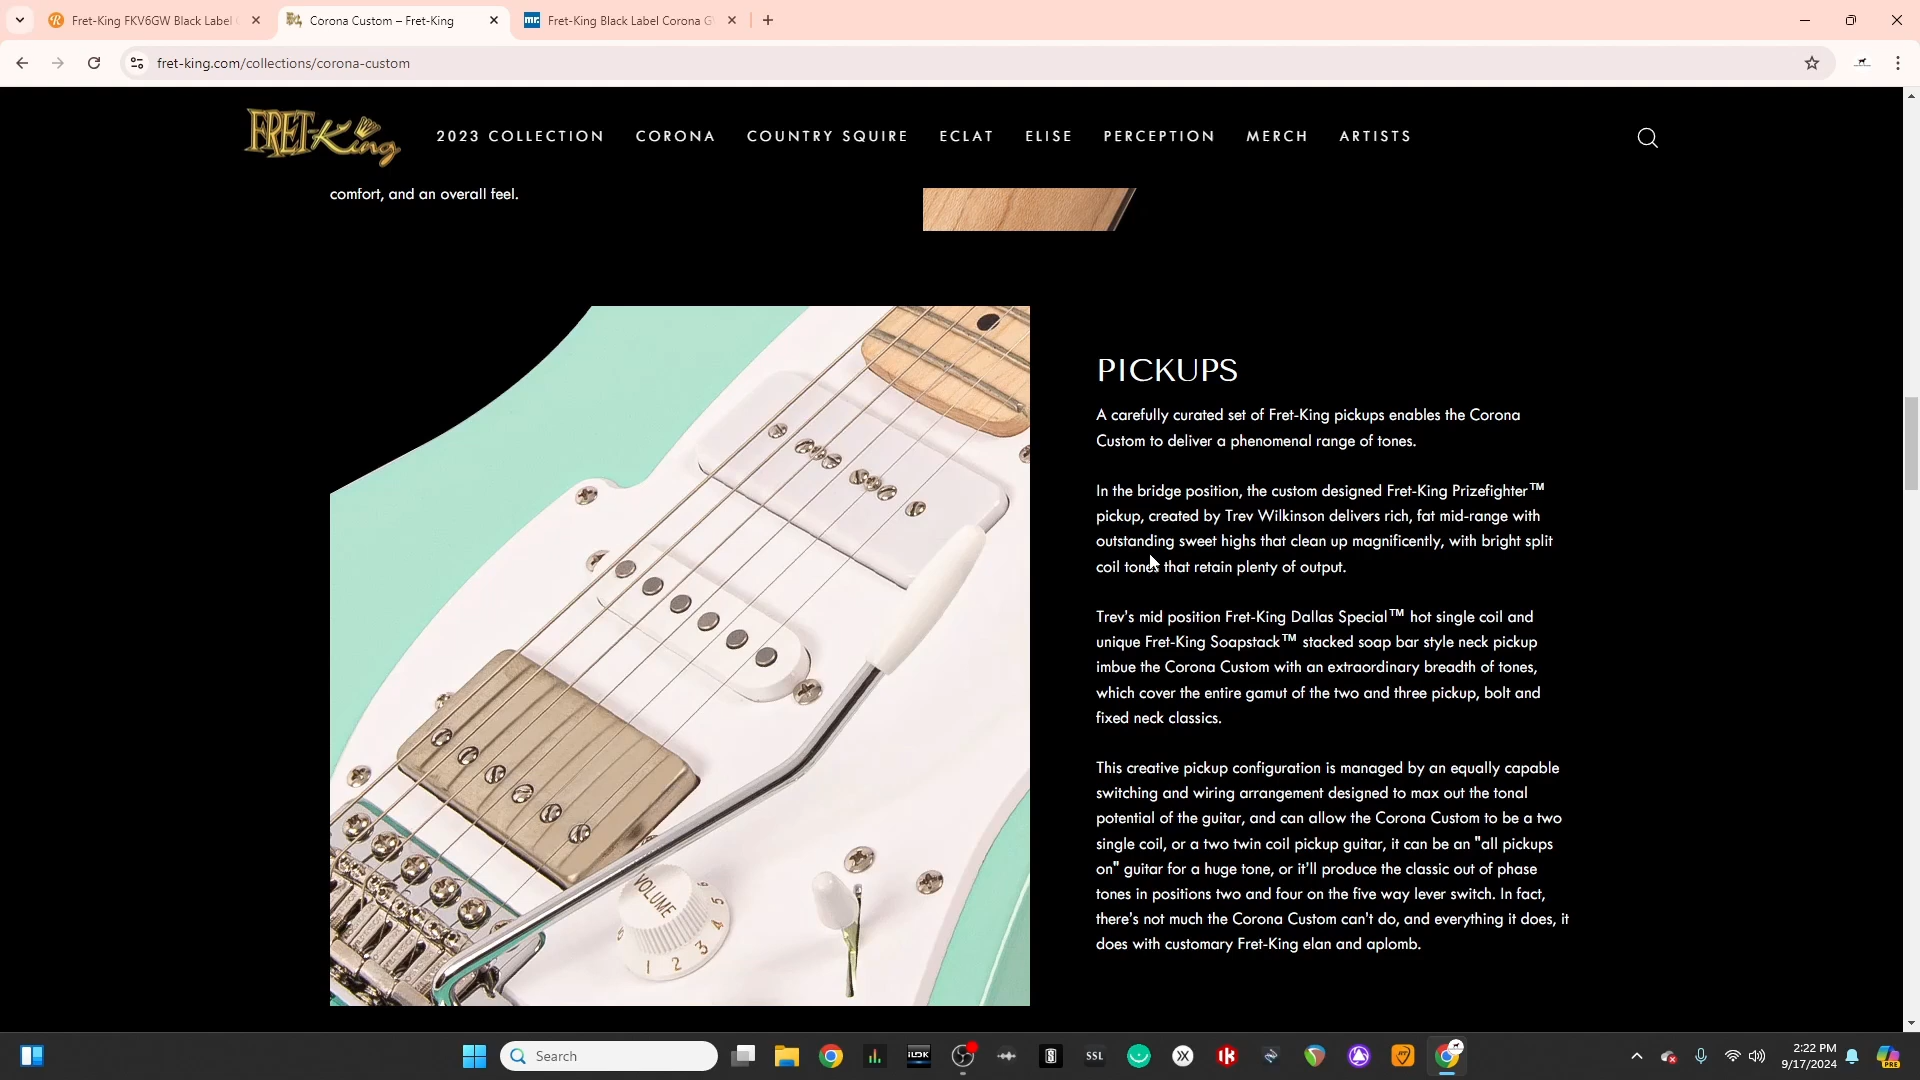 Fret-King FKV6GW Black Label
Corona Custom – Fret-King
mr.
Fret-King Black Label Corona G
fret-king.com/collections/corona-custom
FRET-King
2023 COLLECTION
CORONA
COUNTRY SQUIRE
ECLAT
ELISE
PERCEPTION
MERCH
ARTISTS
comfort, and an overall feel.
PICKUPS
A carefully curated set of Fret-King pickups enables the Corona
Custom to deliver a phenomenal range of tones.
In the bridge position, the custom designed Fret-King Prizefighter™
pickup, created by Trev Wilkinson delivers rich, fat mid-range with
outstanding sweet highs that clean up magnificently, with bright split
coil tones that retain plenty of output.
Trev's mid position Fret-King Dallas Special™ hot single coil and
unique Fret-King Soapstack™ stacked soap bar style neck pickup
imbue the Corona Custom with an extraordinary breadth of tones,
which cover the entire gamut of the two and three pickup, bolt and
fixed neck classics.
This creative pickup configuration is managed by an equally capable
switching and wiring arrangement designed to max out the tonal
potential of the guitar, and can allow the Corona Custom to be a two
single coil, or a two twin coil pickup guitar, it can be an "all pickups
on" guitar for a huge tone, or it'll produce the classic out of phase
tones in positions two and four on the five way lever switch. In fact,
there's not much the Corona Custom can't do, and everything it does, it
does with customary Fret-King elan and aplomb.
VOLUME
1 2 3 4 5
Search
SSL
2:22 PM
9/17/2024
PRE